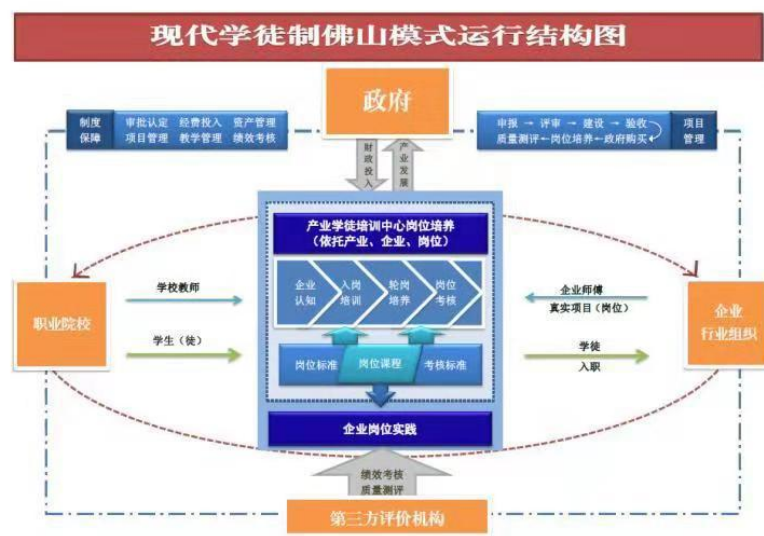 现代学徒制佛山模式运行结构图
政府
制度
保障
审批认定 经费投入 资产管理
项目管理 教学管理 绩效考核
申报 → 评审 → 建设 → 验收
质量测评←岗位培养←政府购买
项目
管理
财政投入
产业发展
产业学徒培训中心岗位培养
(依托产业、企业、岗位)
企业
认知
入岗
培训
轮岗
培养
岗位
考核
岗位标准
岗位课程
考核标准
企业岗位实践
职业院校
学校教师
学生(徒)
企业师傅
真实项目(岗位)
学徒
入职
企业
行业组织
绩效考核
质量测评
第三方评价机构